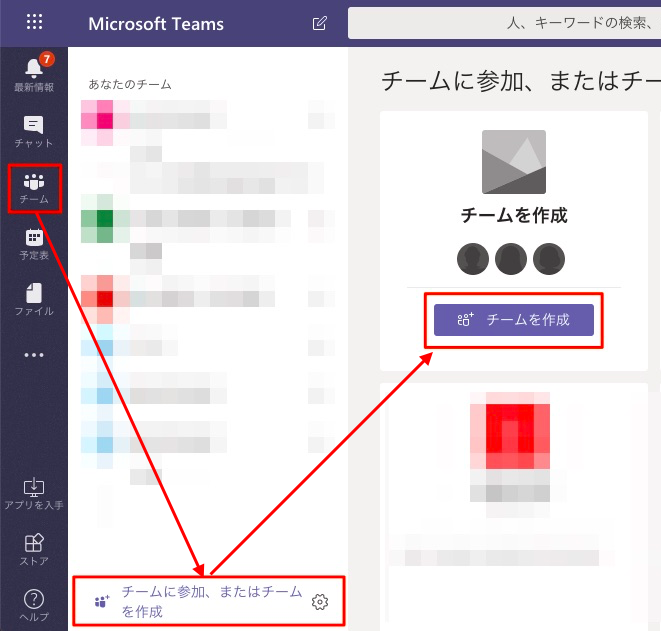 Microsoft Teams
人、キーワードの検索、
7
最新情報
チャット
チーム
予定表
ファイル
アプリを入手
ストア
ヘルプ
あなたのチーム
チームに参加、またはチーム
を作成
チームに参加、またはチー
チームを作成
チームを作成